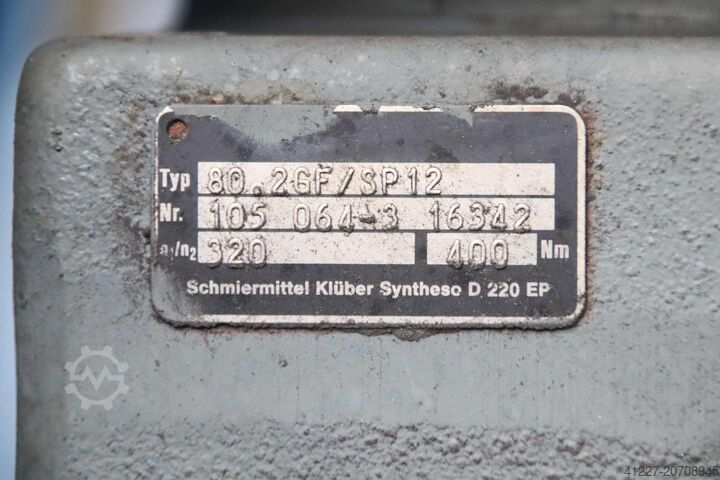 Typ 80.2GF/SP12
Nr. 105 064-3 16342
n₁/n₂ 320 400 Nm
Schmiermittel Klüber Syntheso D 220 EP
41227-20708945